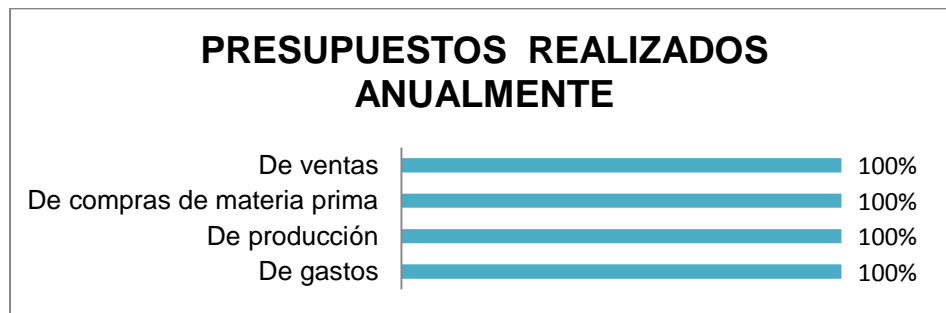 PRESUPUESTOS REALIZADOS
ANUALMENTE
De ventas 100%
De compras de materia prima 100%
De producción 100%
De gastos 100%